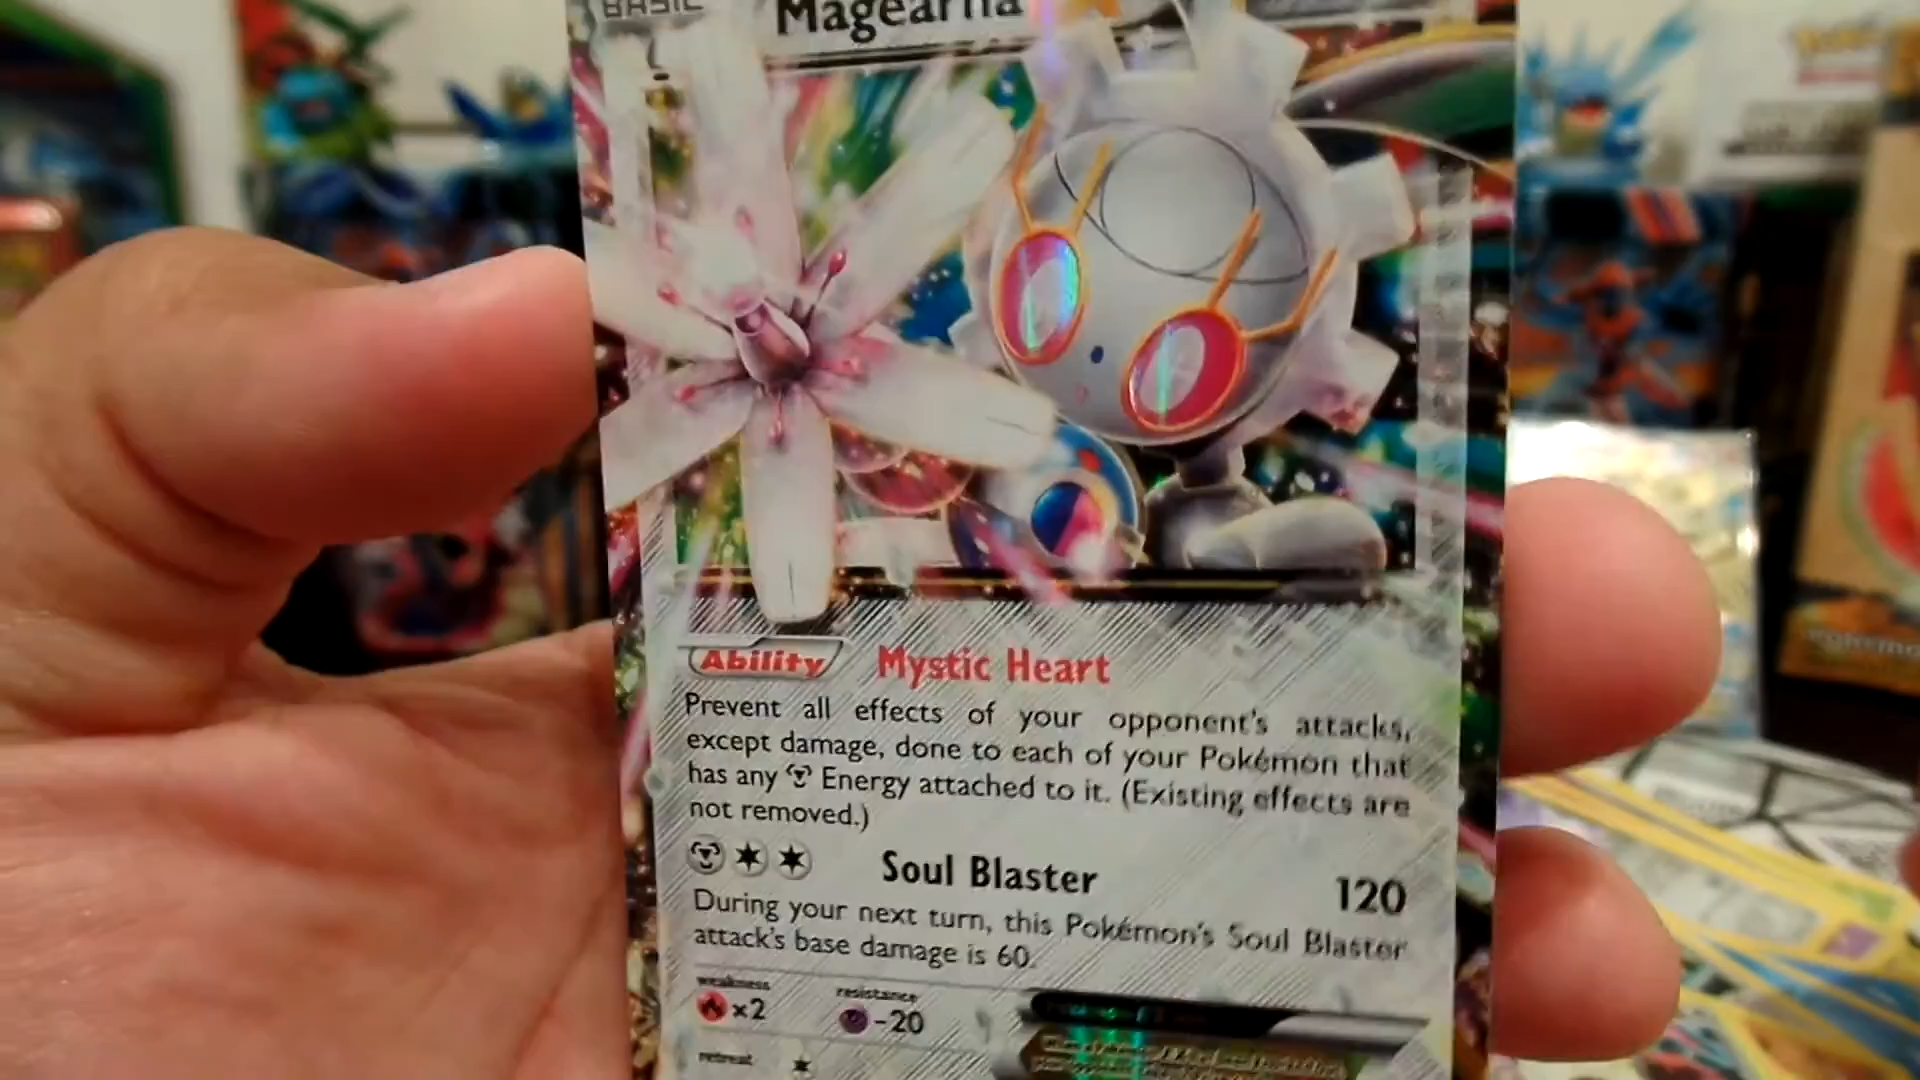 BASIC Magearna
Ability Mystic Heart
Prevent all effects of your opponent's attacks,
except damage, done to each of your Pokémon that
has any Energy attached to it. (Existing effects are
not removed.)
Soul Blaster 120
During your next turn, this Pokémon's Soul Blaster
attack's base damage is 60.
weakness resistance
×2 -20
retreat